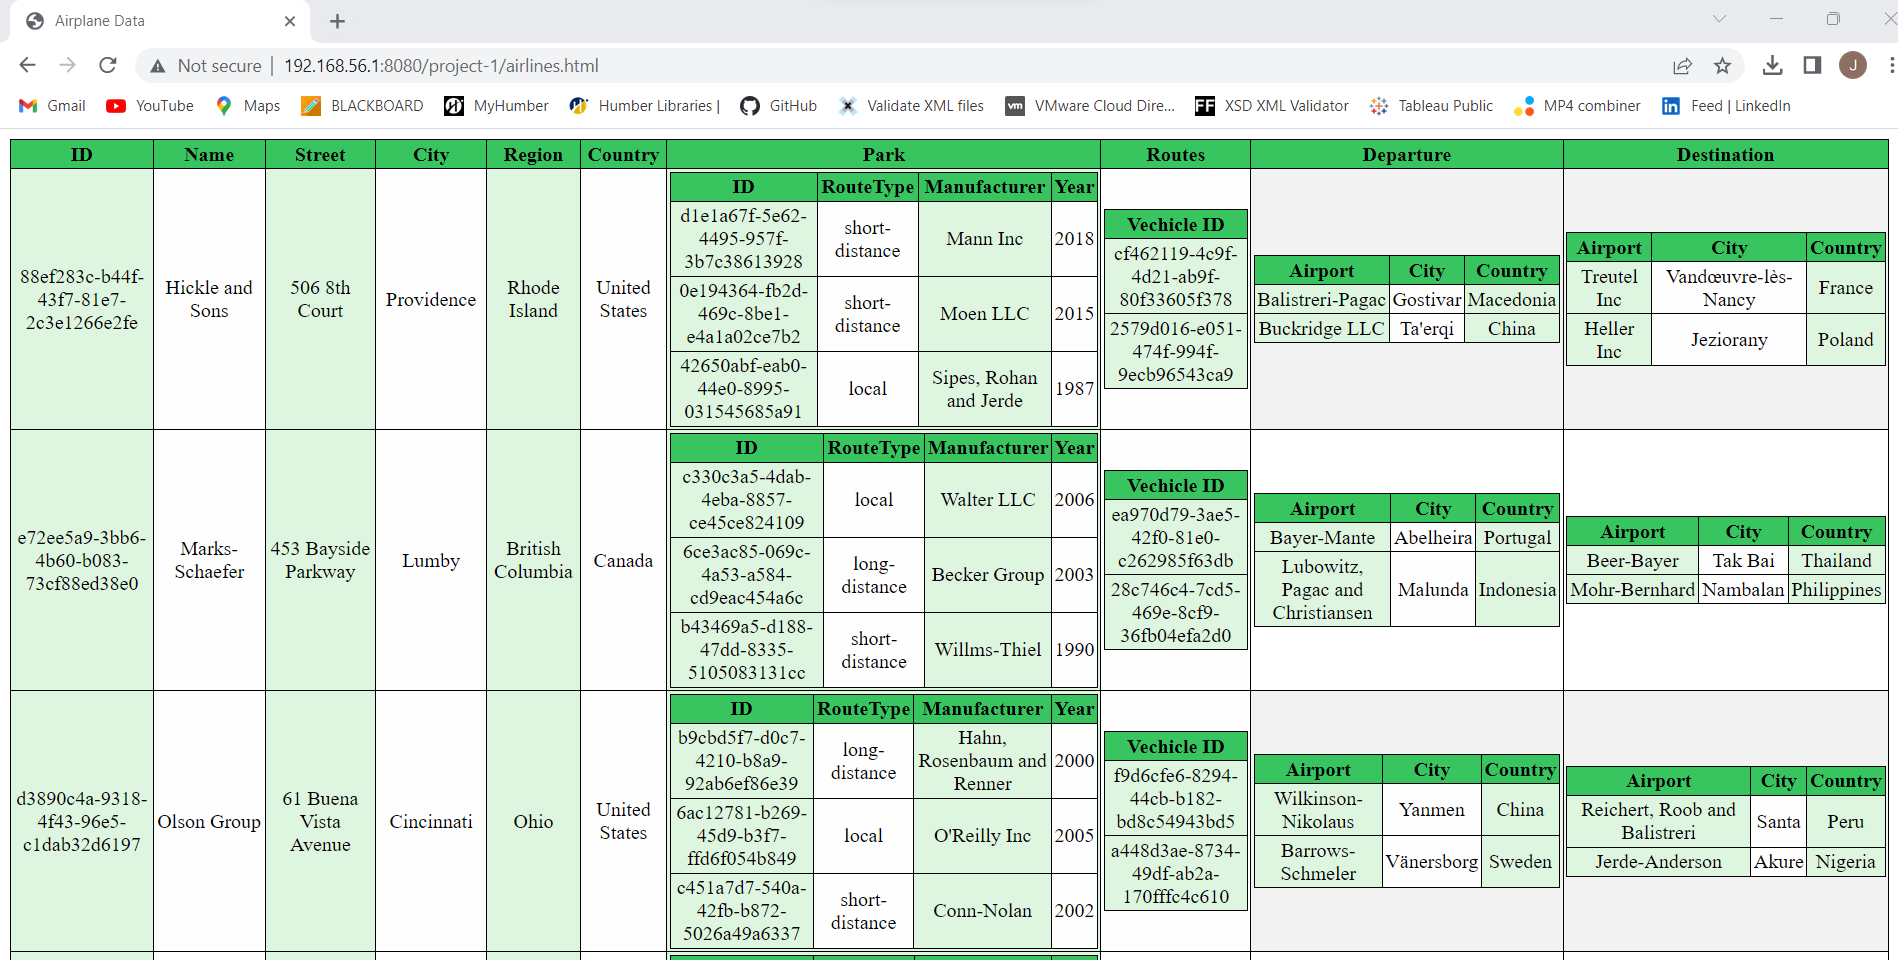 Airplane Data
Not secure | 192.168.56.1:8080/project-1/airlines.html
J
Gmail YouTube Maps BLACKBOARD MyHumber Humber Libraries | GitHub Validate XML files VMware Cloud Dire... XSD XML Validator Tableau Public MP4 combiner Feed | LinkedIn
ID Name Street City Region Country Park Routes Departure Destination
88ef283c-b44f-
43f7-81e7-
2c3e1266e2fe
Hickle and
Sons
506 8th
Court
Providence
Rhode
Island
United
States
ID RouteType Manufacturer Year
d1e1a67f-5e62-
4495-957f-
3b7c38613928
short-
distance
Mann Inc
2018
0e194364-fb2d-
469c-8be1-
e4a1a02ce7b2
short-
distance
Moen LLC
2015
42650abf-eab0-
44e0-8995-
031545685a91
local
Sipes, Rohan
and Jerde
1987
Vechicle ID
cf462119-4c9f-
4d21-ab9f-
80f33605f378
2579d016-e051-
474f-994f-
9ecb96543ca9
Airport City Country
Balistreri-Pagac Gostivar Macedonia
Buckridge LLC Ta'erqi China
Airport City Country
Treutel
Inc
Vandœuvre-lès-
Nancy
France
Heller
Inc
Jeziorany
Poland
e72ee5a9-3bb6-
4b60-b083-
73cf88ed38e0
Marks-
Schaefer
453 Bayside
Parkway
Lumby
British
Columbia
Canada
ID RouteType Manufacturer Year
c330c3a5-4dab-
4eba-8857-
ce45ce824109
local
Walter LLC
2006
6ce3ac85-069c-
4a53-a584-
cd9eac454a6c
long-
distance
Becker Group
2003
b43469a5-d188-
47dd-8335-
5105083131cc
short-
distance
Willms-Thiel
1990
Vechicle ID
ea970d79-3ae5-
42f0-81e0-
c262985f63db
28c746c4-7cd5-
469e-8cf9-
36fb04efa2d0
Airport City Country
Bayer-Mante Abelheira Portugal
Lubowitz,
Pagac and
Christiansen
Malunda
Indonesia
Airport City Country
Beer-Bayer Tak Bai Thailand
Mohr-Bernhard Nambalan Philippines
d3890c4a-9318-
4f43-96e5-
c1dab32d6197
Olson Group
61 Buena
Vista
Avenue
Cincinnati
Ohio
United
States
ID RouteType Manufacturer Year
b9cbd5f7-d0c7-
4210-b8a9-
92ab6ef86e39
long-
distance
Hahn,
Rosenbaum and
Renner
2000
6ac12781-b269-
45d9-b3f7-
ffd6f054b849
local
O'Reilly Inc
2005
c451a7d7-540a-
42fb-b872-
5026a49a6337
short-
distance
Conn-Nolan
2002
Vechicle ID
f9d6cfe6-8294-
44cb-b182-
bd8c54943bd5
a448d3ae-8734-
49df-ab2a-
170fffc4c610
Airport City Country
Wilkinson-
Nikolaus
Yanmen
China
Barrows-
Schmeler
Vänersborg
Sweden
Airport City Country
Reichert, Roob and
Balistreri
Santa
Peru
Jerde-Anderson Akure Nigeria